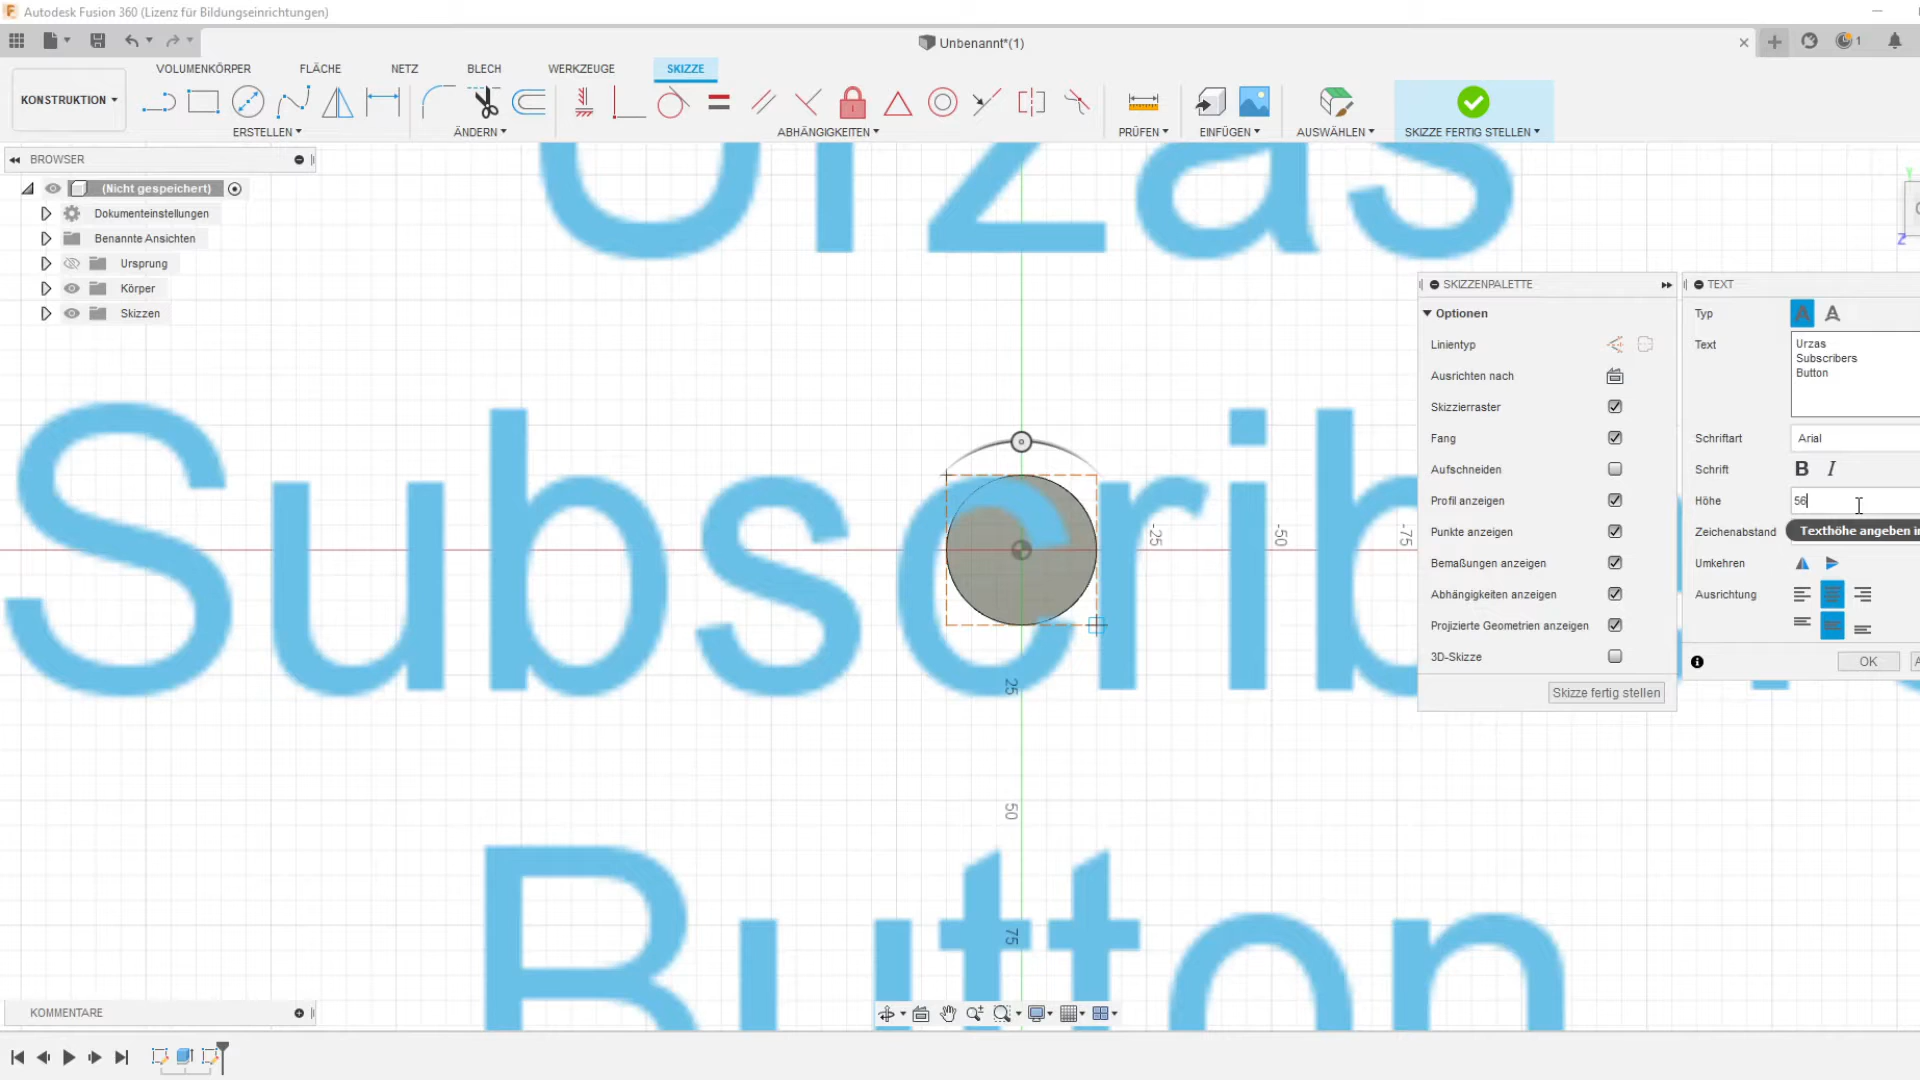 Autodesk Fusion 360 (Lizenz für Bildungseinrichtungen)
Unbenannt*(1)
1
KONSTRUKTION
VOLUMENKÖRPER
FLÄCHE
NETZ
BLECH
WERKZEUGE
SKIZZE
ERSTELLEN
ÄNDERN
ABHÄNGIGKEITEN
PRÜFEN
EINFÜGEN
AUSWÄHLEN
SKIZZE FERTIG STELLEN
BROWSER
(Nicht gespeichert)
Dokumenteinstellungen
Benannte Ansichten
Ursprung
Körper
Skizzen
Urzas
Subscrib
Button
-25
-50
-75
25
50
75
Y
Z
SKIZZENPALETTE
Optionen
Linientyp
Ausrichten nach
Skizzierraster
Fang
Aufschneiden
Profil anzeigen
Punkte anzeigen
Bemaßungen anzeigen
Abhängigkeiten anzeigen
Projizierte Geometrien anzeigen
3D-Skizze
Skizze fertig stellen
TEXT
Typ
Text
Urzas
Subscribers
Button
Schriftart
Arial
Schrift
B I
Höhe
56
Texthöhe angeben
Zeichenabstand
Umkehren
Ausrichtung
OK
KOMMENTARE